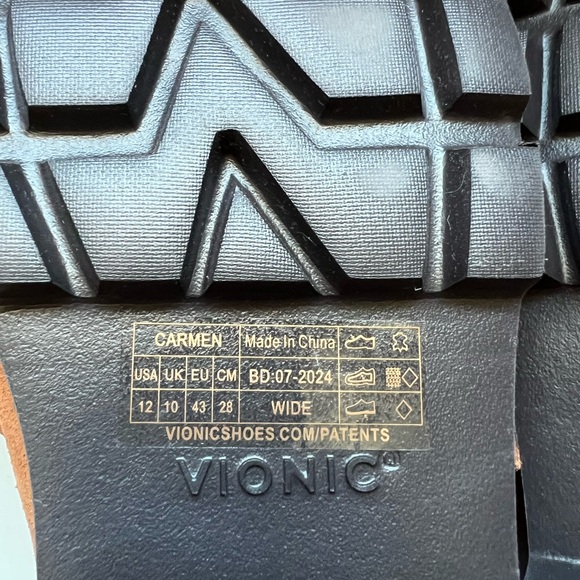 CARMEN Made In China
USA UK EU CM BD:07-2024
12 10 43 28 WIDE
VIONICSHOES.COM/PATENTS
VIONIC®